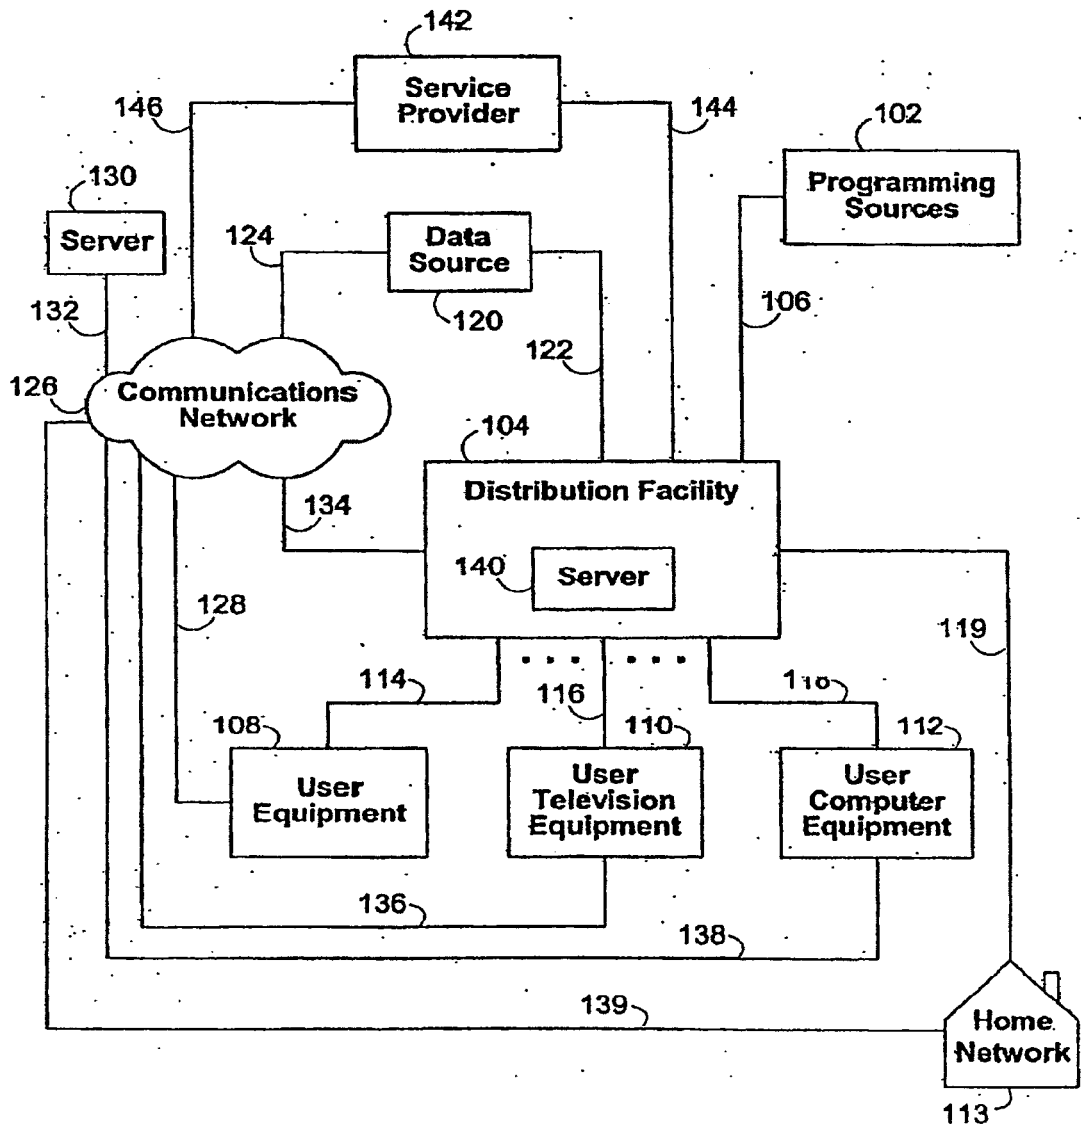 142
Service
Provider
146
144
102
Programming
Sources
130
Server
124
Data
Source
120
132
106
122
126
Communications
Network
104
Distribution Facility
134
140
Server
128
119
114
116
108
110
112
User
Equipment
User
Television
Equipment
User
Computer
Equipment
136
138
139
Home
Network
113